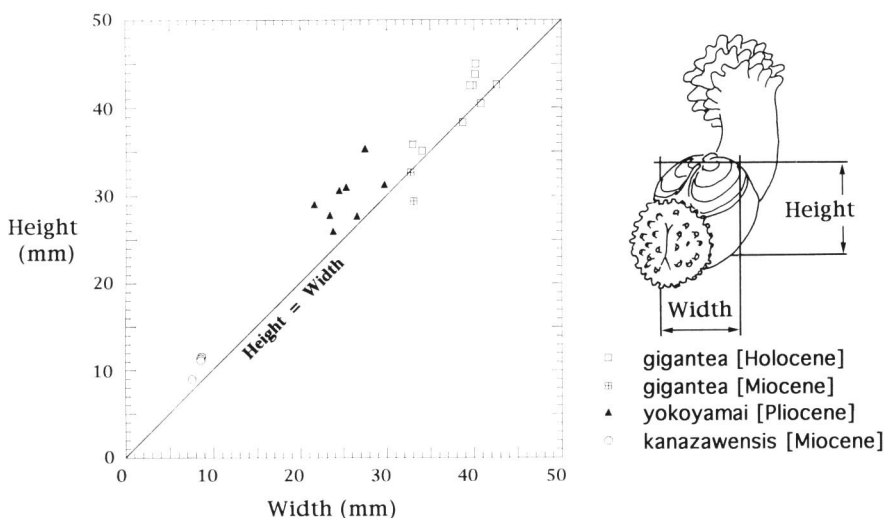 50
40
30
20
10
0
Height
(mm)
Height = Width
0
10
20
30
40
50
Width (mm)
Height
Width
gigantea [Holocene]
gigantea [Miocene]
yokoyamai [Pliocene]
kanazawensis [Miocene]